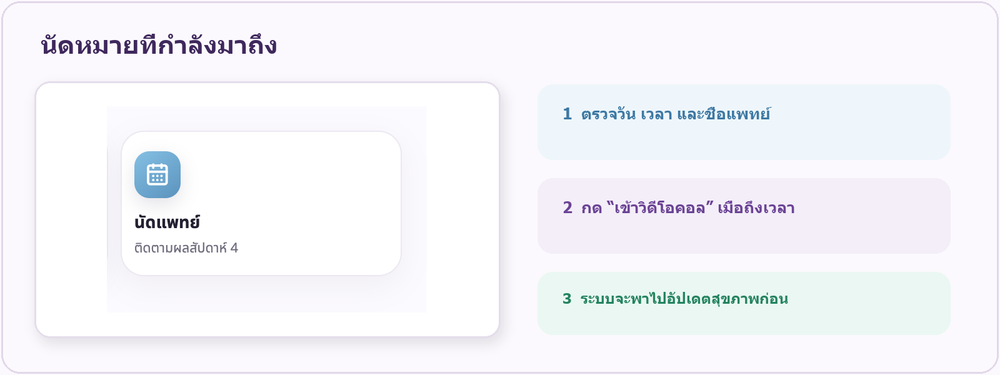 นัดหมายที่กำลังมาถึง
นัดแพทย์
ติดตามผลสัปดาห์ 4
1 ตรวจวัน เวลา และชื่อแพทย์
2 กด “เข้าวิดีโอคอล” เมื่อถึงเวลา
3 ระบบจะพาไปอัปเดตสุขภาพก่อน